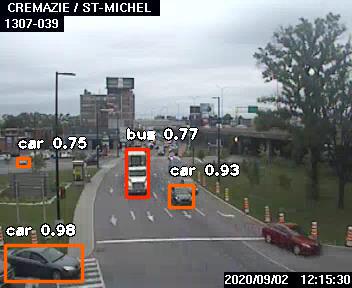 CREMAZIE / ST-MICHEL
1307-039
bus 0.77
car 0.75
car 0.93
car 0.98
2020/09/02 12:15:30